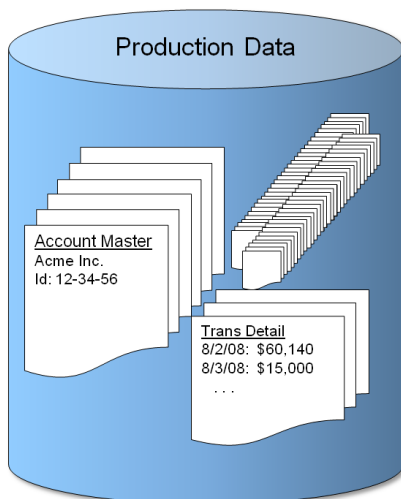 Production Data
Account Master
Acme Inc.
Id: 12-34-56
Trans Detail
8/2/08: $60,140
8/3/08: $15,000
. . .